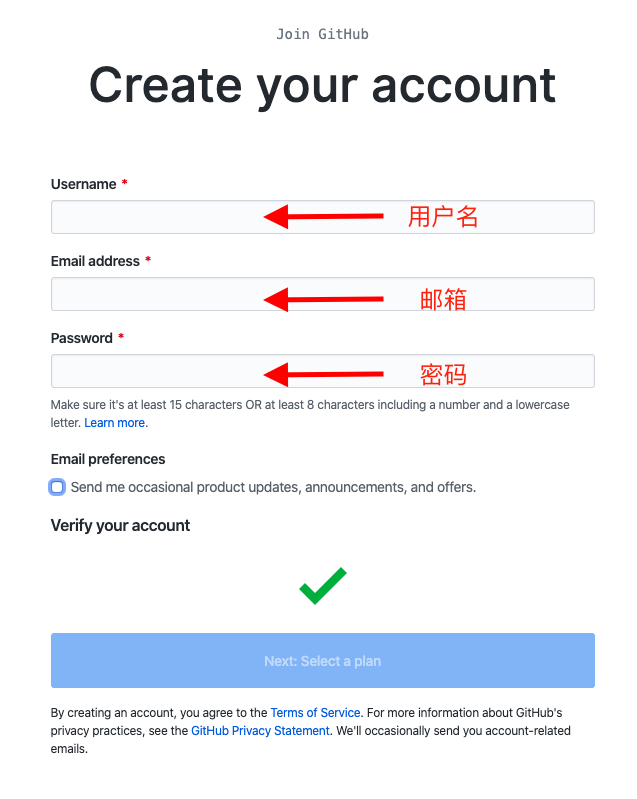 Join GitHub
Create your account
Username *
用户名
Email address *
邮箱
Password *
密码
Make sure it's at least 15 characters OR at least 8 characters including a number and a lowercase
letter. Learn more.
Email preferences
Send me occasional product updates, announcements, and offers.
Verify your account
Next: Select a plan
By creating an account, you agree to the Terms of Service. For more information about GitHub's
privacy practices, see the GitHub Privacy Statement. We'll occasionally send you account-related
emails.